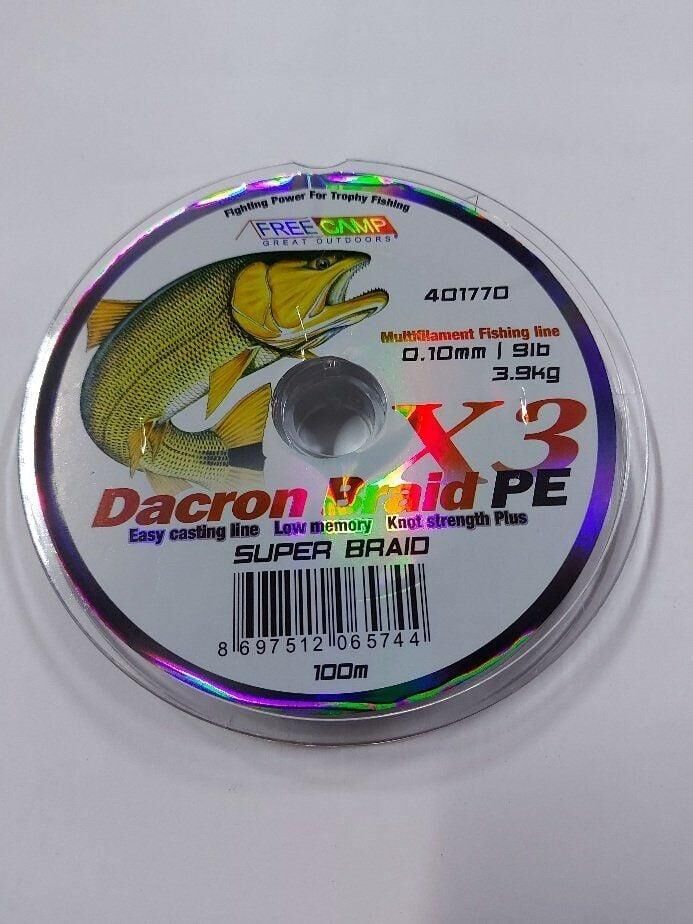 Fighting Power For Trophy Fishing
FREE CAMP
GREAT OUTDOORS®
401770
Multifilament Fishing line
0.10mm | 9lb
3.9kg
X3
Dacron Braid PE
Easy casting line Low memory Knot strength Plus
SUPER BRAID
8 697512 065744
100m